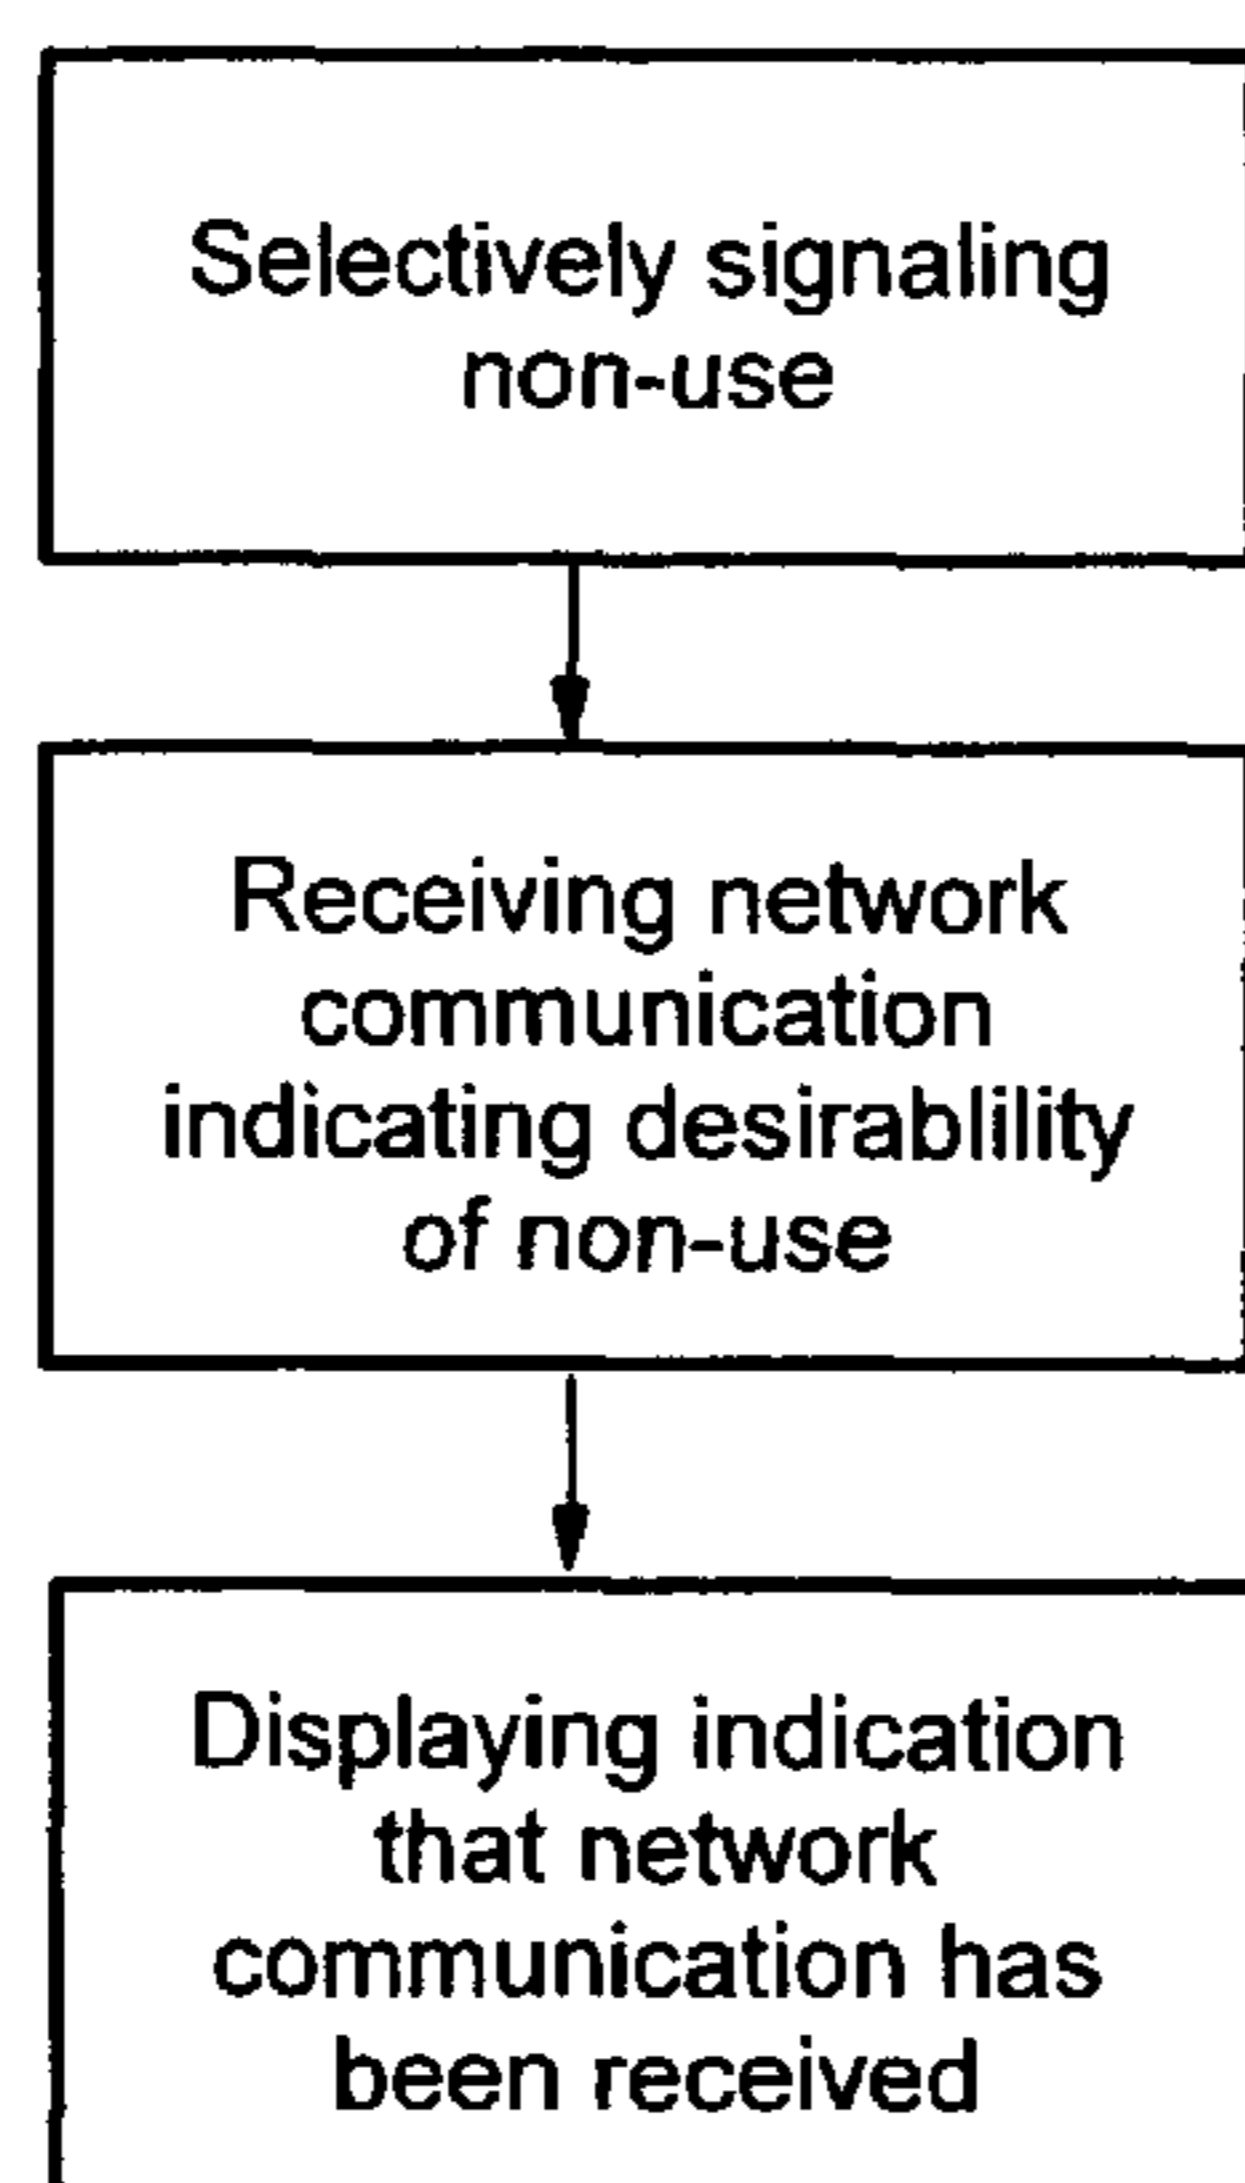 Selectively signaling
non-use
Receiving network
communication
indicating desirablility
of non-use
Displaying indication
that network
communication has
been received